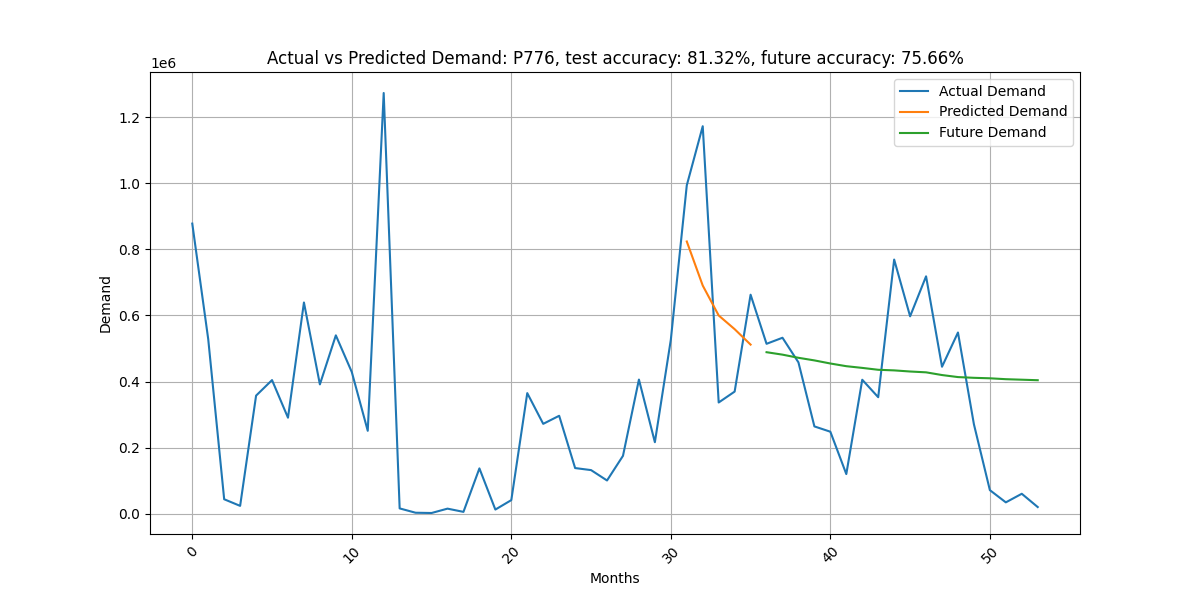 Actual vs Predicted Demand: P776, test accuracy: 81.32%, future accuracy: 75.66%
1e6
Actual Demand
Predicted Demand
Future Demand
1.2
1.0
0.8
0.6
0.4
0.2
0.0
Demand
0 10 20 30 40 50
Months